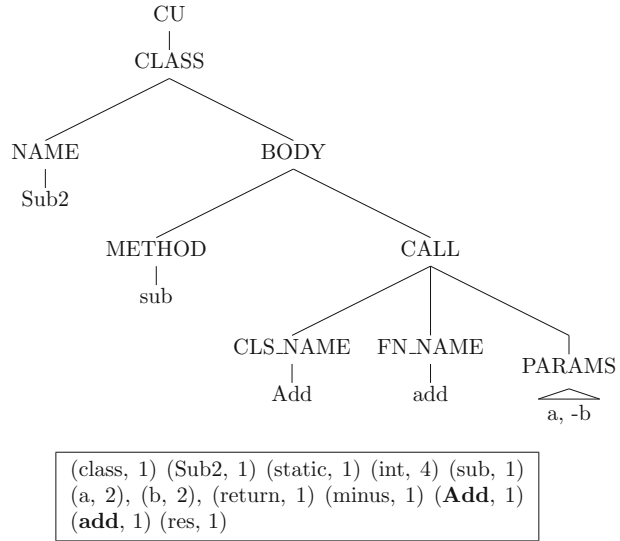 CU
CLASS
NAME BODY
Sub2
METHOD CALL
sub
CLS_NAME FN_NAME PARAMS
Add add a, -b
(class, 1) (Sub2, 1) (static, 1) (int, 4) (sub, 1)
(a, 2), (b, 2), (return, 1) (minus, 1) (Add, 1)
(add, 1) (res, 1)